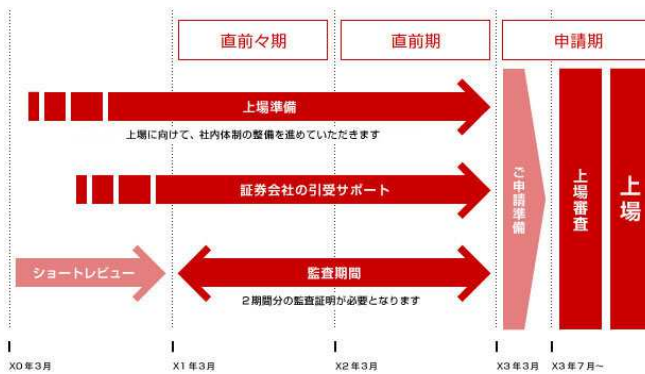 直前々期
直前期
申請期
上場準備
上場に向けて、社内体制の整備を進めていただきます
証券会社の引受サポート
ショートレビュー
監査期間
2期間分の監査証明が必要となります
ご申請準備
上場審査
上場
X0年3月
X1年3月
X2年3月
X3年3月
X3年7月〜